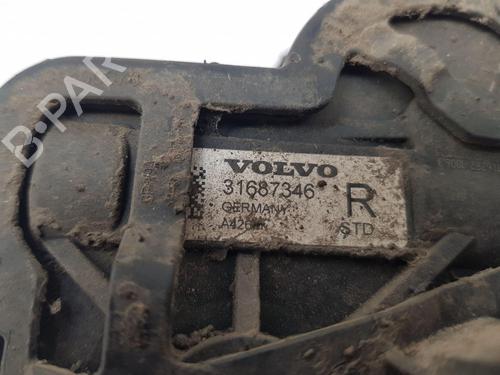 B-PARTS
VOLVO
31687346
R
GERMANY
STD